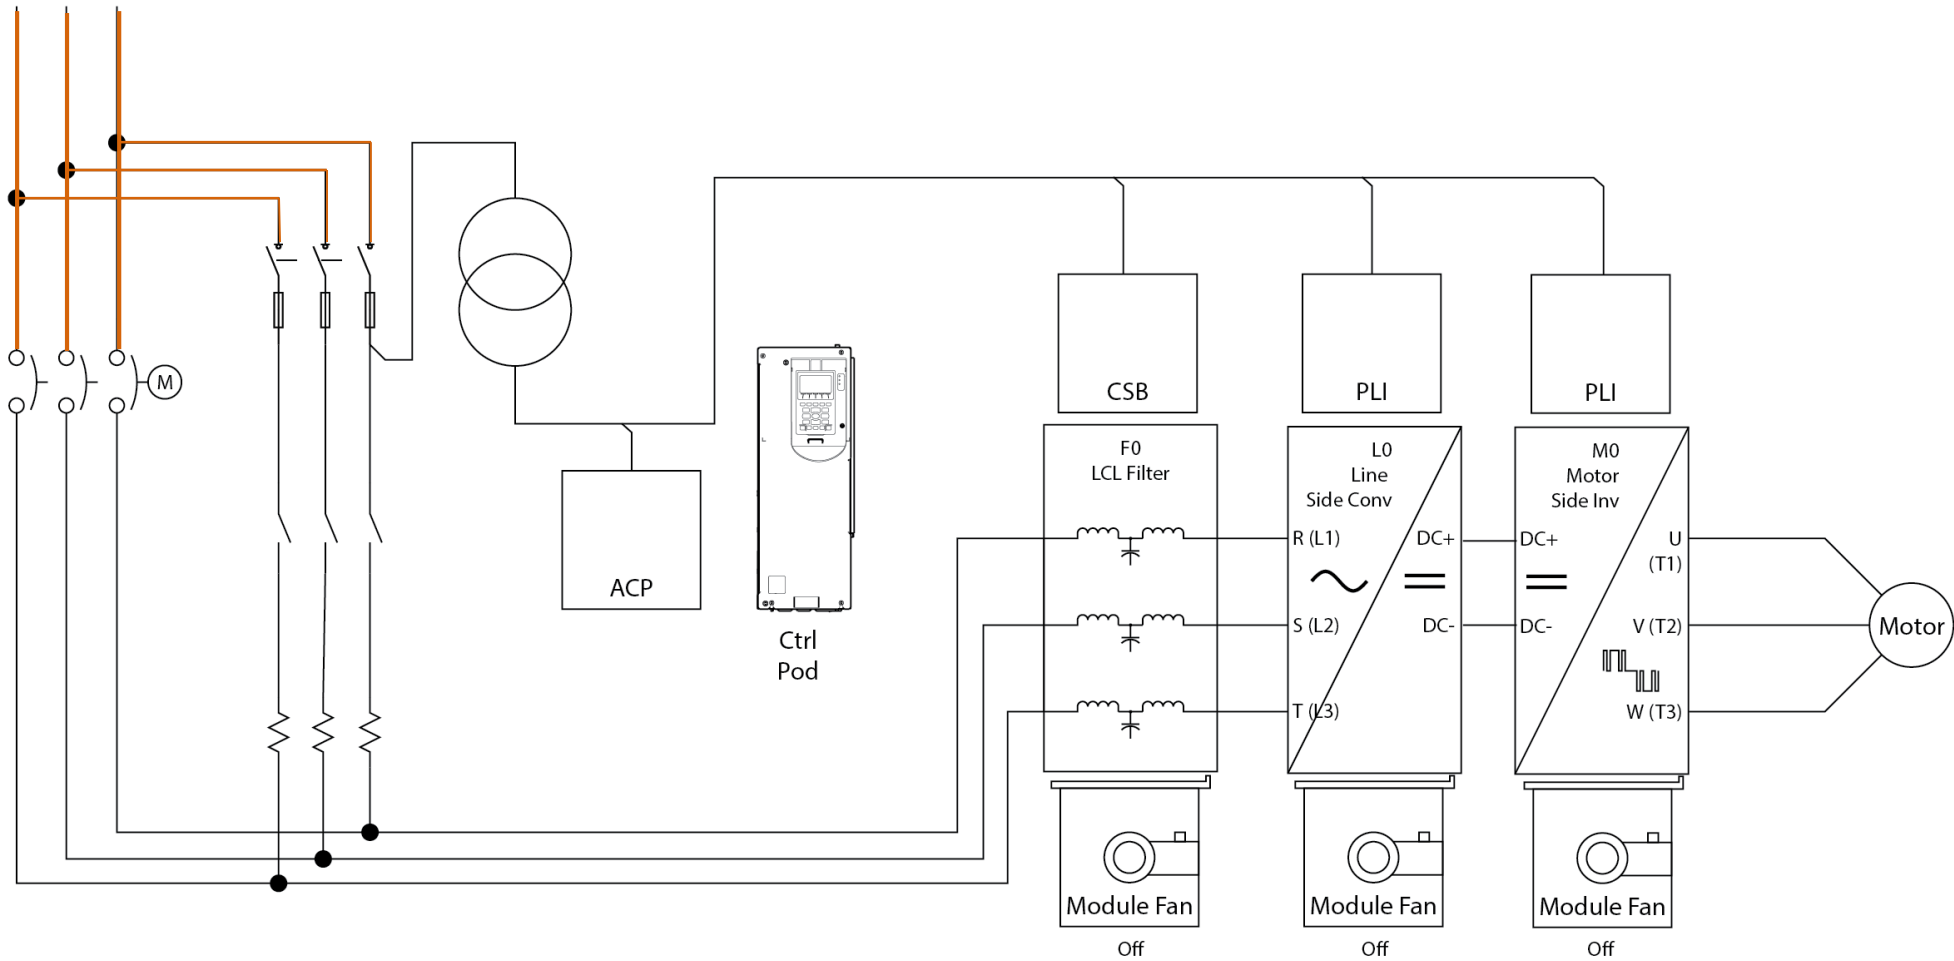 M
CSB
PLI
PLI
F0
LCL Filter
L0
Line
Side Conv
M0
Motor
Side Inv
R (L1)
DC+
DC+
U
(T1)
ACP
S (L2)
DC-
DC-
V (T2)
Motor
Ctrl
Pod
T (L3)
W (T3)
Module Fan
Module Fan
Module Fan
Off
Off
Off